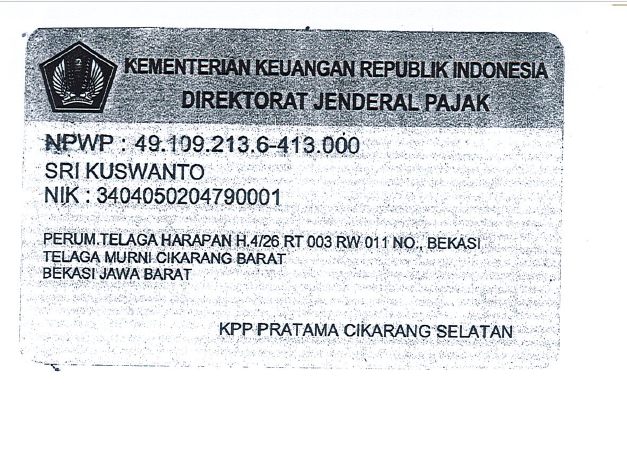 KEMENTERIAN KEUANGAN REPUBLIK INDONESIA
DIREKTORAT JENDERAL PAJAK
NPWP : 49.109.213.6-413.000
SRI KUSWANTO
NIK : 3404050204790001
PERUM.TELAGA HARAPAN H.4/26 RT 003 RW 011 NO., BEKASI
TELAGA MURNI CIKARANG BARAT
BEKASI JAWA BARAT
KPP PRATAMA CIKARANG SELATAN